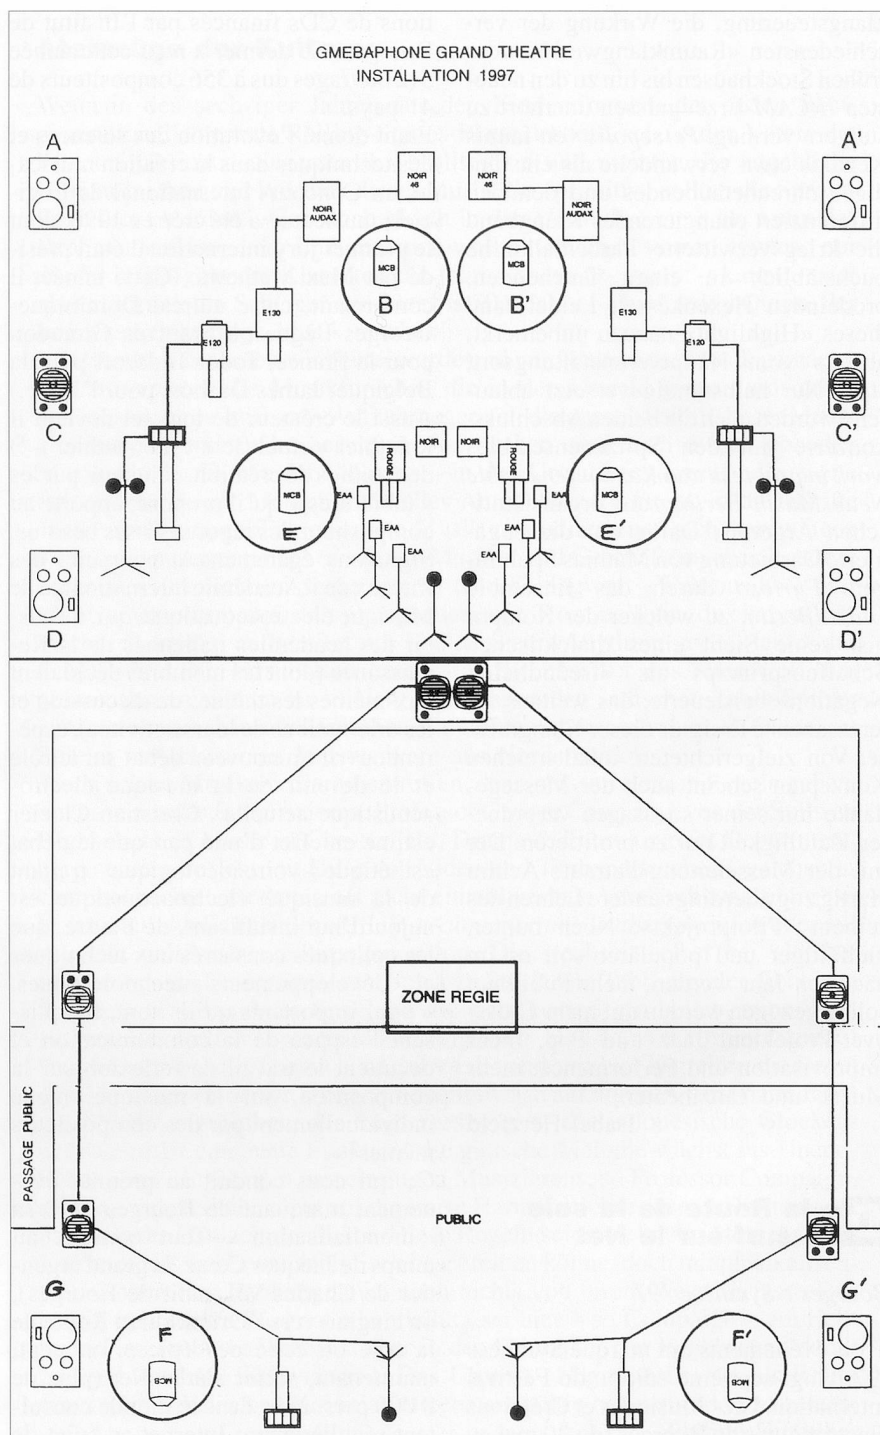 GMEBAPHONE GRAND THEATRE
INSTALLATION 1997
A
A'
NOIR
46
NOIR
46
NOIR
AUDAX
NOIR
AUDAX
MCB
MCB
B
B'
E130
E130
E120
E120
C
C'
NOIR
NOIR
ROUGE
ROUGE
MCB
MCB
EAA
EAA
E
E'
EAA
EAA
EAA
EAA
D
D'
ZONE REGIE
PASSAGE PUBLIC
PUBLIC
G
G'
F
F'
MCB
MCB